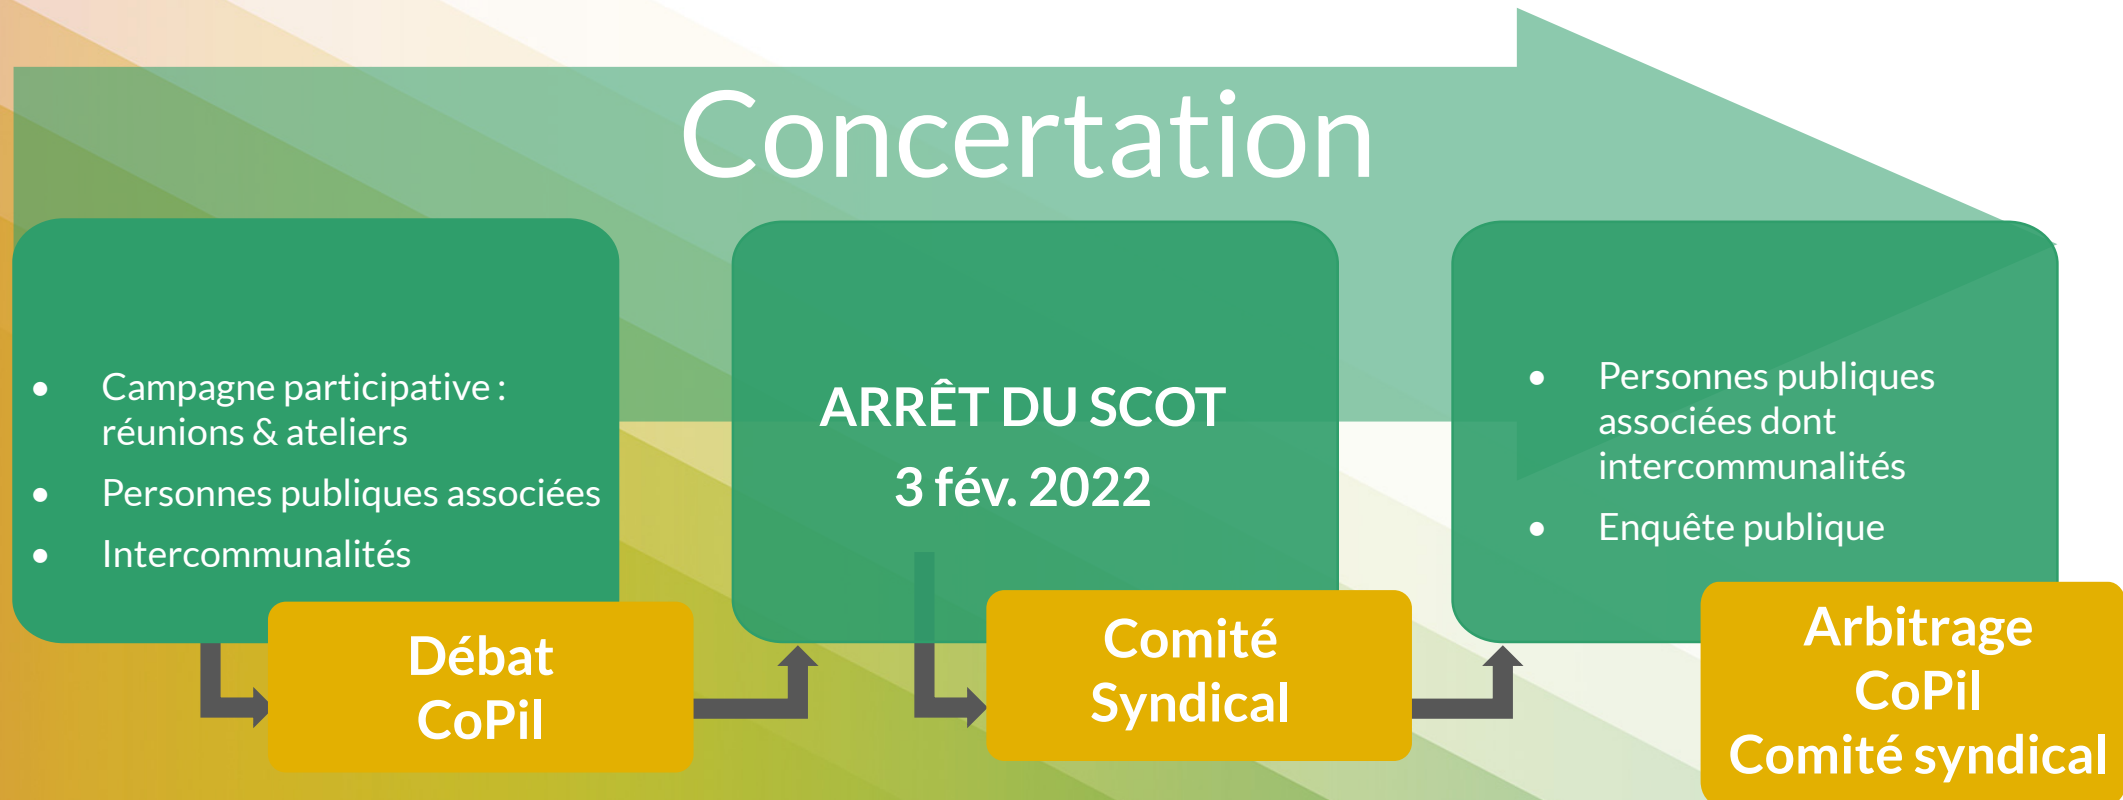 Concertation
• Campagne participative :
réunions & ateliers
• Personnes publiques associées
• Intercommunalités
Débat
CoPil
ARRÊT DU SCOT
3 fév. 2022
Comité
Syndical
• Personnes publiques
associées dont
intercommunalités
• Enquête publique
Arbitrage
CoPil
Comité syndical